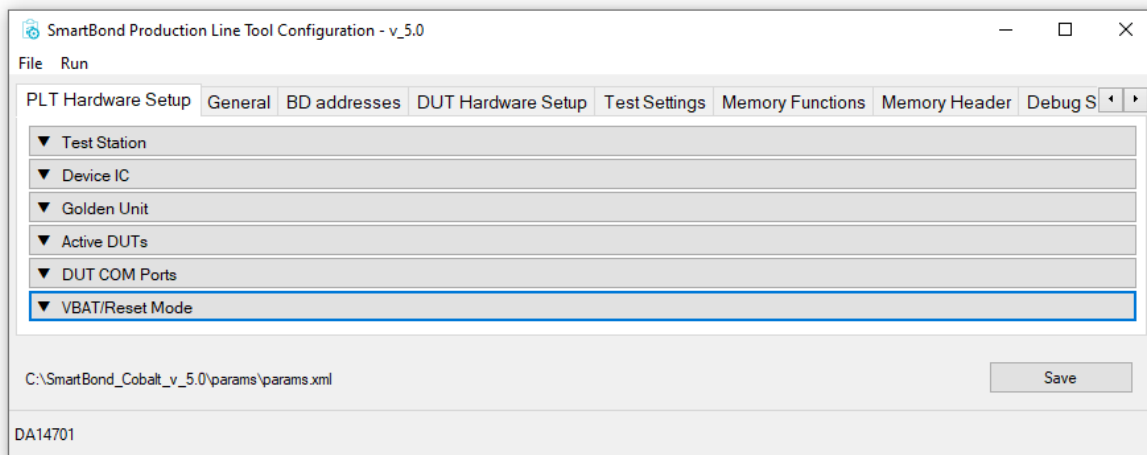 SmartBond Production Line Tool Configuration - v_5.0
File Run
PLT Hardware Setup General BD addresses DUT Hardware Setup Test Settings Memory Functions Memory Header Debug S
Test Station
Device IC
Golden Unit
Active DUTs
DUT COM Ports
VBAT/Reset Mode
C:\SmartBond_Cobalt_v_5.0\params\params.xml Save
DA14701